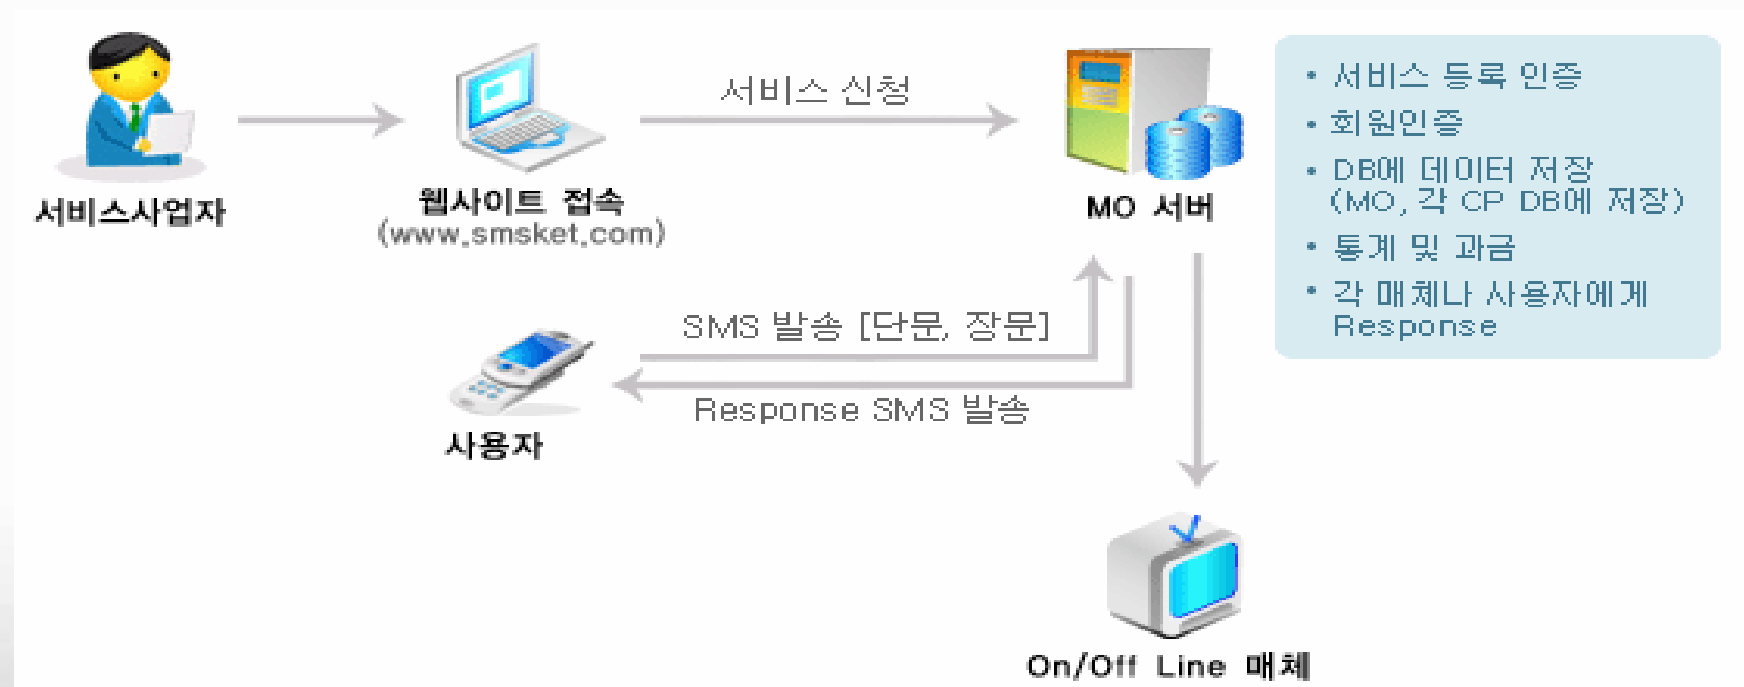 서비스사업자
웹사이트 접속
(www.smsket.com)
서비스 신청
MO 서버
• 서비스 등록 인증
• 회원인증
• DB에 데이터 저장
(MO, 각 CP DB에 저장)
• 통계 및 과금
• 각 매체나 사용자에게
Response
SMS 발송 [단문, 장문]
Response SMS 발송
사용자
On/Off Line 매체